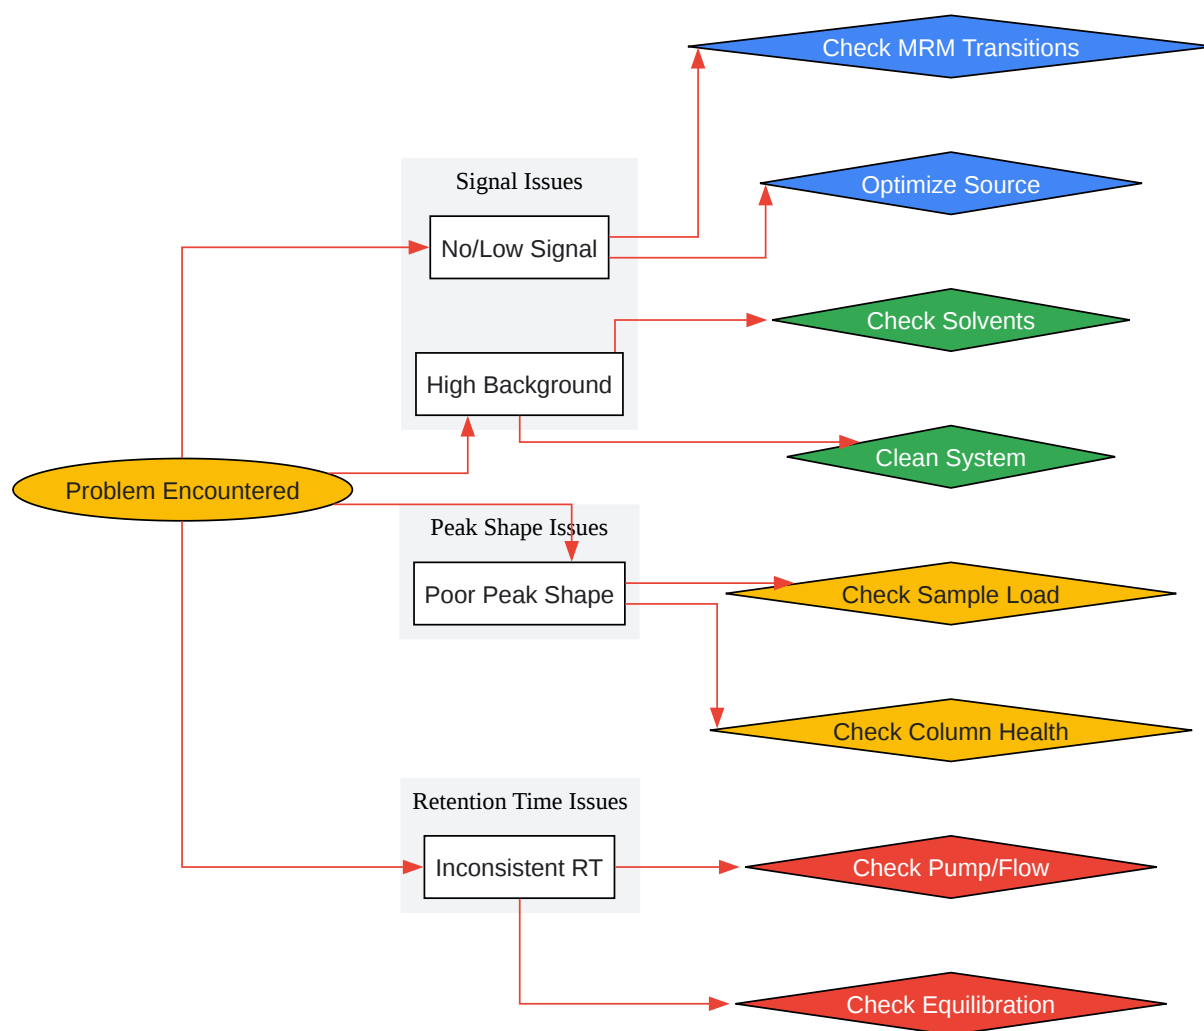 Check MRM Transitions
Signal Issues
Optimize Source
No/Low Signal
Check Solvents
High Background
Clean System
Problem Encountered
Peak Shape Issues
Poor Peak Shape
Check Sample Load
Check Column Health
Retention Time Issues
Inconsistent RT
Check Pump/Flow
Check Equilibration